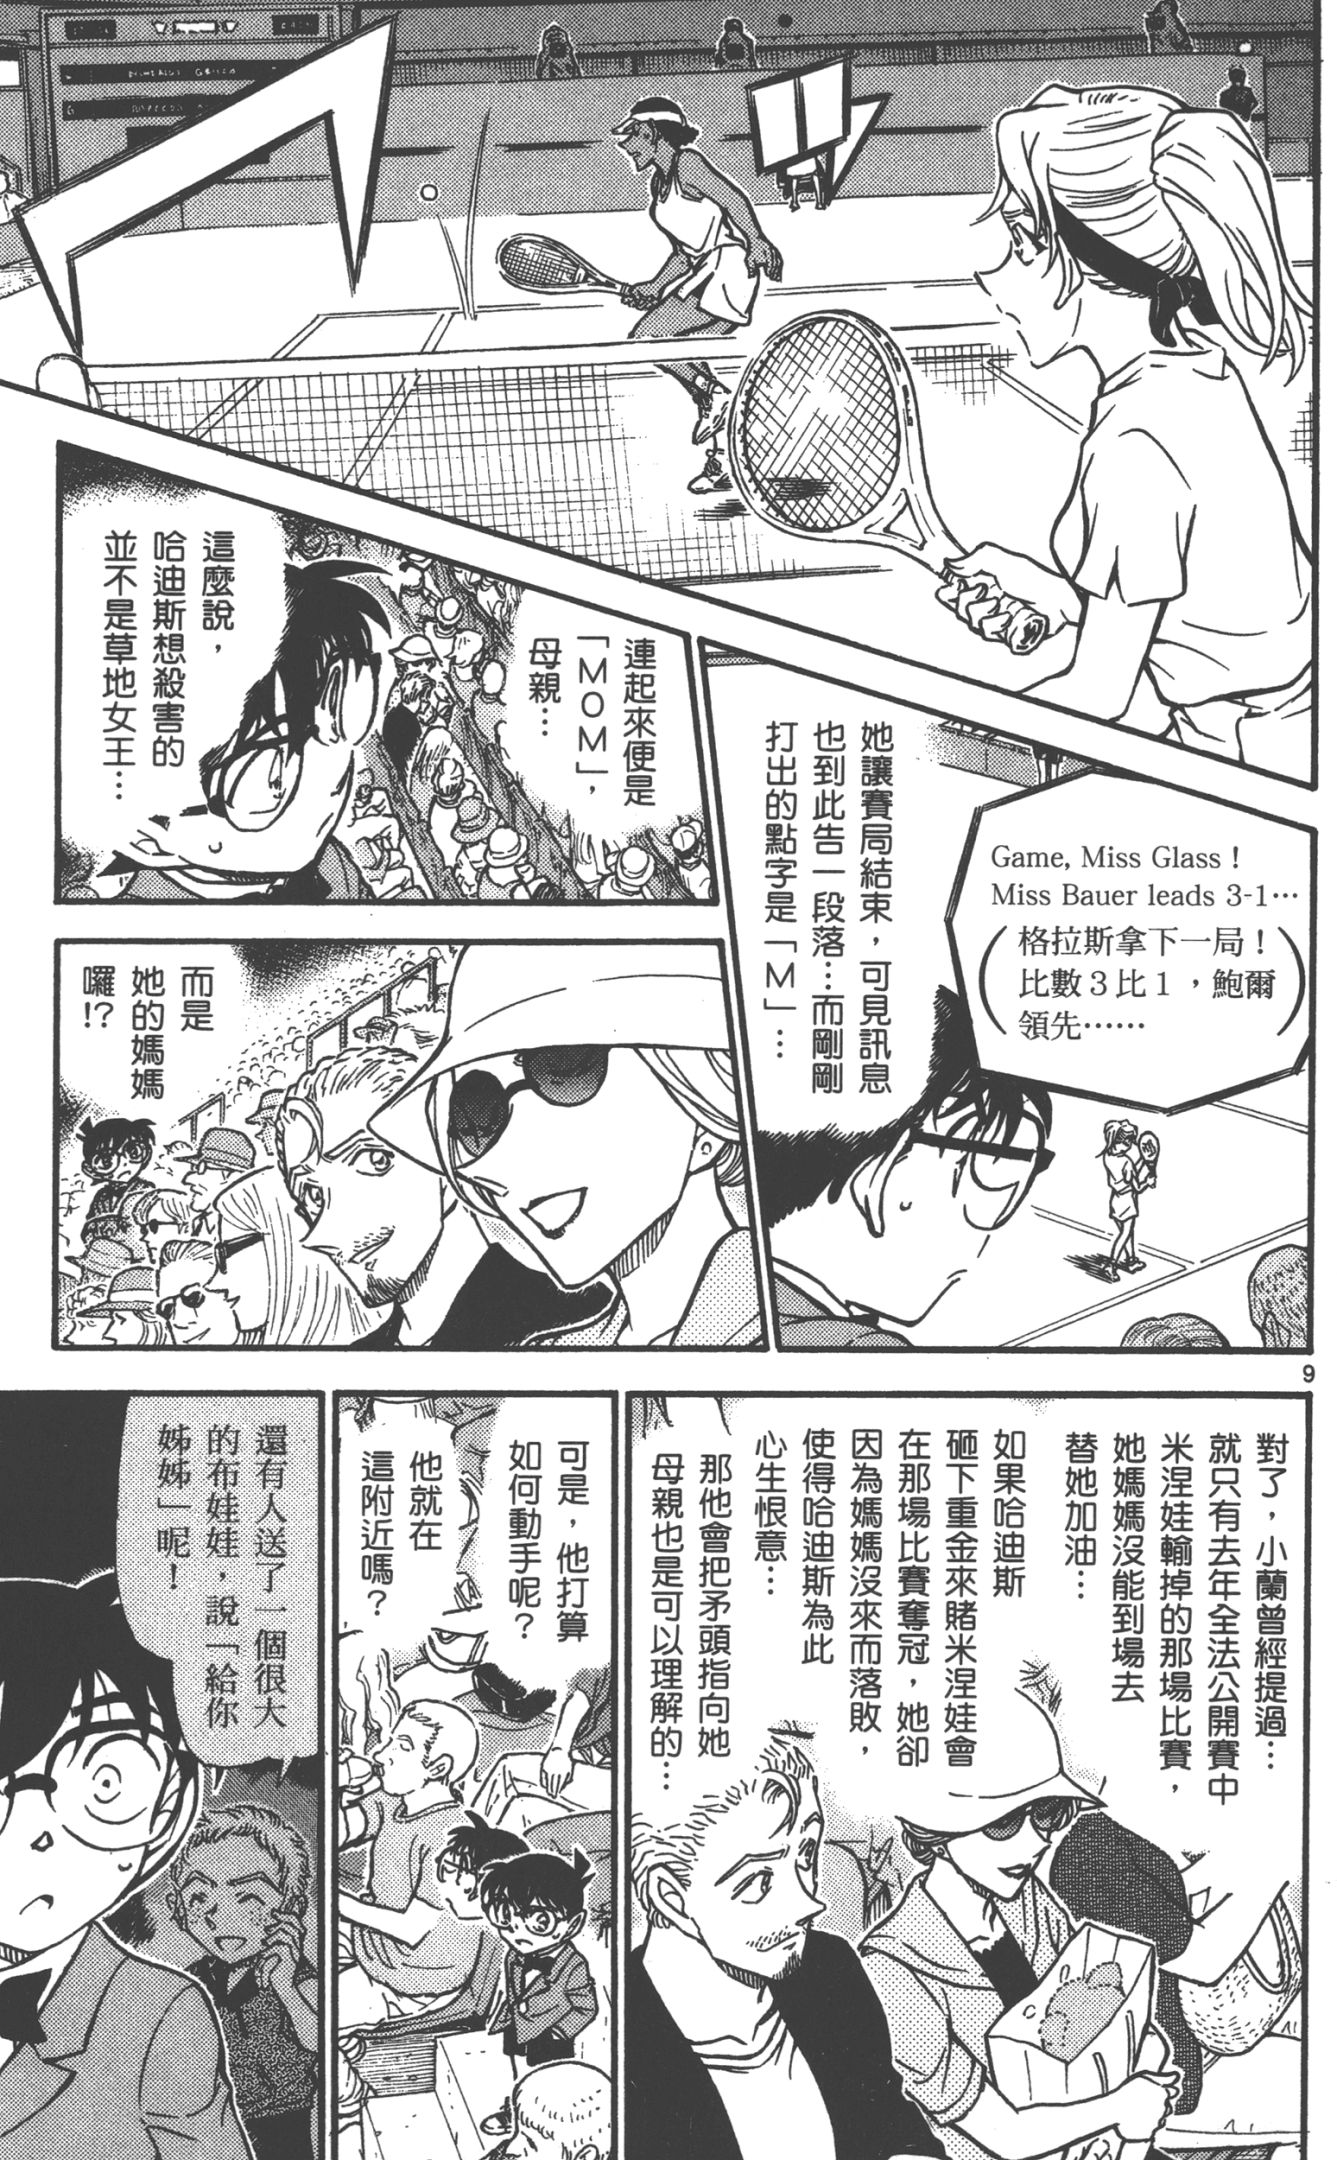 Game, Miss Glass！
Miss Bauer leads 3-1…
（格拉斯拿下一局！
比數３比１，鮑爾
領先……）
她讓賽局結束，可見訊息
也到此告一段落…而剛剛
打出的點字是「Ｍ」…
連起來便是
「ＭＯＭ」，
母親…
這麼說，
哈迪斯想殺害的
並不是草地女王…
而是
她的媽媽
囉!?
9
對了，小蘭曾經提過…
就只有去年全法公開賽中
米涅娃輸掉的那場比賽，
她媽媽沒能到場去
替她加油…
如果哈迪斯
砸下重金來賭米涅娃會
在那場比賽奪冠，她卻
因為媽媽沒來而落敗，
使得哈迪斯為此
心生恨意…
那他會把矛頭指向她
母親也是可以理解的…
可是，他打算
如何動手呢？
他就在
這附近嗎？
還有人送了一個很大
的布娃娃，說「給你
姊姊」呢！